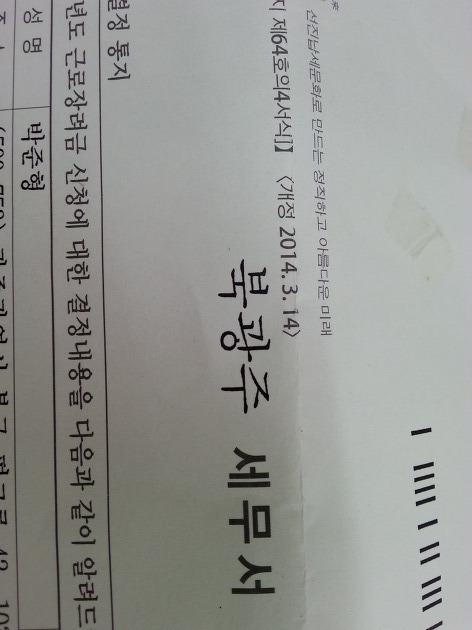 선진납세문화로 만드는 정직하고 아름다운 미래
지 제64호의4서식]】 〈개정 2014. 3. 14〉
북광주 세무서
결정 통지
년도 근로장려금 신청에 대한 결정내용을 다음과 같이 알려드
성 명 박준형